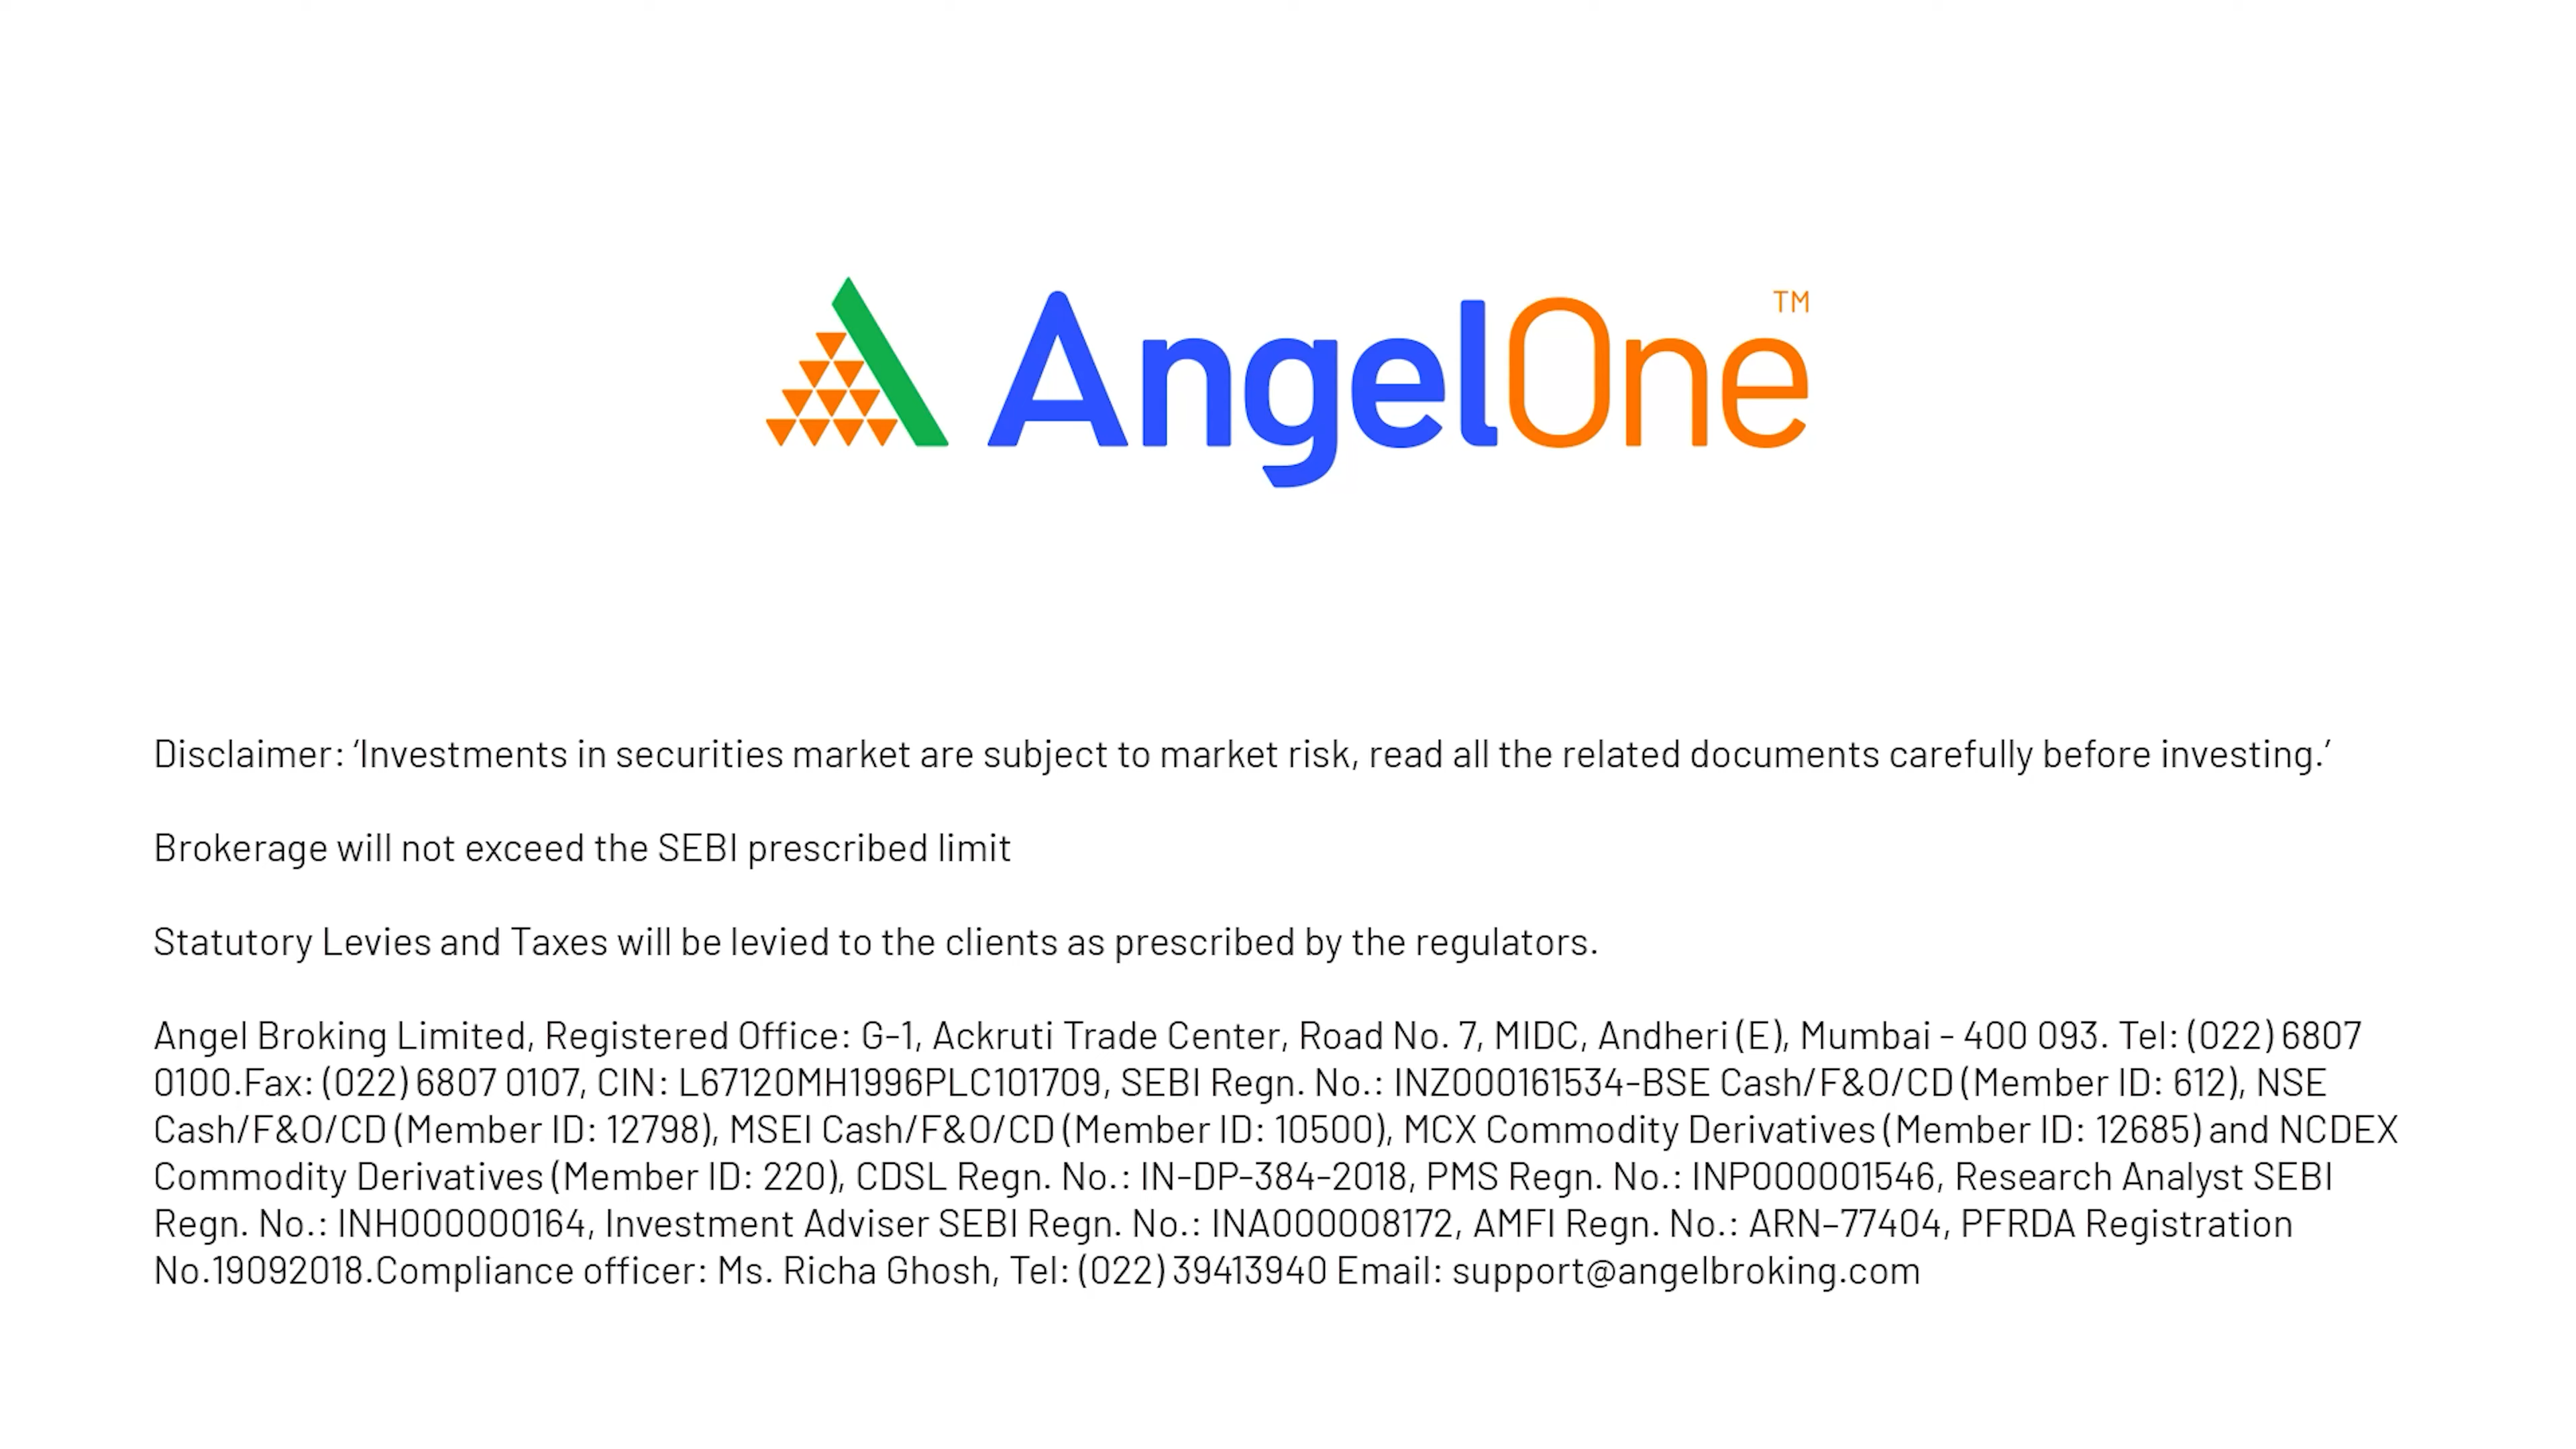 AngelOne™
Disclaimer: ‘Investments in securities market are subject to market risk, read all the related documents carefully before investing.’
Brokerage will not exceed the SEBI prescribed limit
Statutory Levies and Taxes will be levied to the clients as prescribed by the regulators.
Angel Broking Limited, Registered Office: G-1, Ackruti Trade Center, Road No. 7, MIDC, Andheri (E), Mumbai - 400 093. Tel: (022) 6807
0100.Fax: (022) 6807 0107, CIN: L67120MH1996PLC101709, SEBI Regn. No.: INZ000161534-BSE Cash/F&O/CD (Member ID: 612), NSE
Cash/F&O/CD (Member ID: 12798), MSEI Cash/F&O/CD (Member ID: 10500), MCX Commodity Derivatives (Member ID: 12685) and NCDEX
Commodity Derivatives (Member ID: 220), CDSL Regn. No.: IN-DP-384-2018, PMS Regn. No.: INP000001546, Research Analyst SEBI
Regn. No.: INH000000164, Investment Adviser SEBI Regn. No.: INA000008172, AMFI Regn. No.: ARN–77404, PFRDA Registration
No.19092018.Compliance officer: Ms. Richa Ghosh, Tel: (022) 39413940 Email: support@angelbroking.com